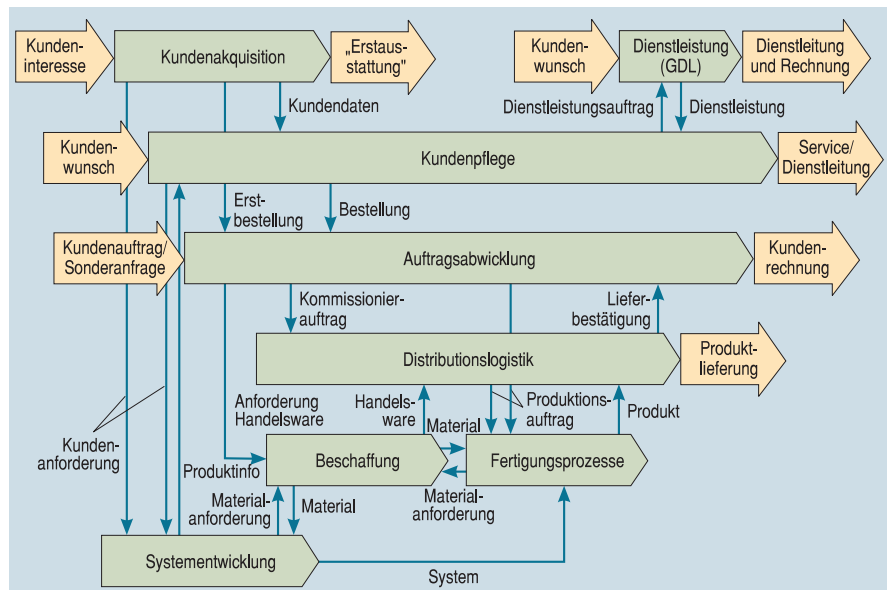 Kunden-
interesse
Kundenakquisition
„Erstaus-
stattung"
Kunden-
wunsch
Dienstleistung
(GDL)
Dienstleitung
und Rechnung
Kundendaten
Dienstleistungsauftrag
Dienstleistung
Kunden-
wunsch
Kundenpflege
Service/
Dienstleitung
Erst-
bestellung
Bestellung
Kundenauftrag/
Sonderanfrage
Auftragsabwicklung
Kunden-
rechnung
Kommissionier-
auftrag
Liefer-
bestätigung
Distributionslogistik
Produkt-
lieferung
Anforderung
Handelsware
Handels-
ware
Produktions-
auftrag
Produkt
Material
Kunden-
anforderung
Produktinfo
Beschaffung
Fertigungsprozesse
Material-
anforderung
Material
Material-
anforderung
Systementwicklung
System